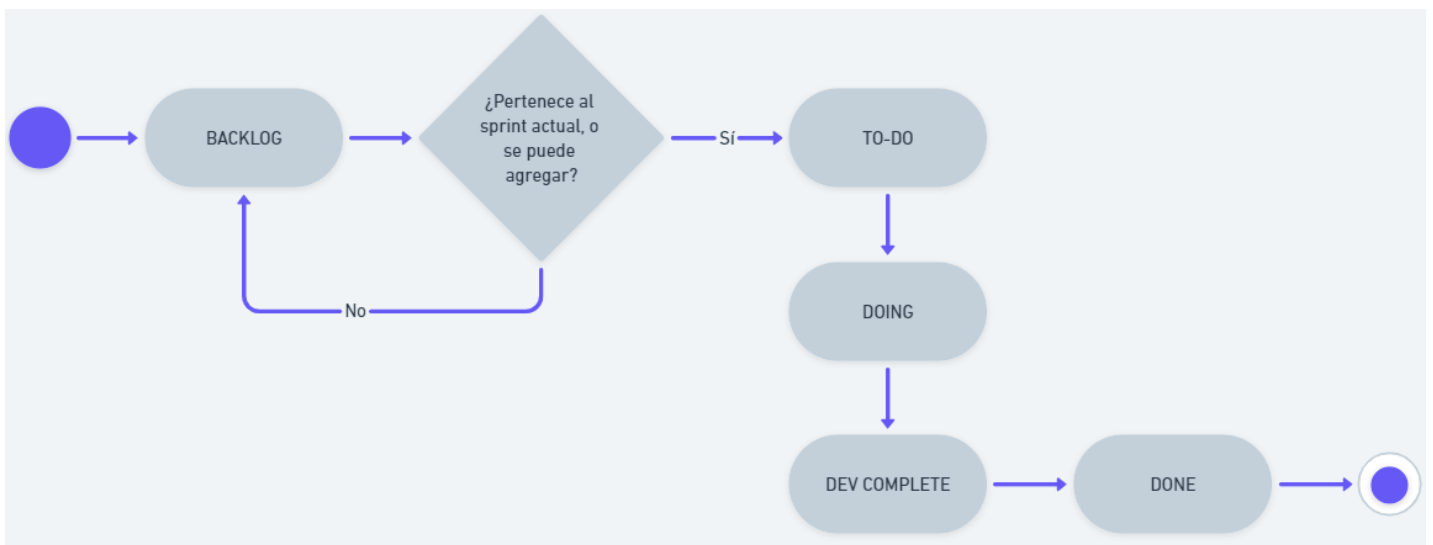 BACKLOG
¿Pertenece al
sprint actual, o
se puede
agregar?
Sí
TO-DO
No
DOING
DEV COMPLETE
DONE